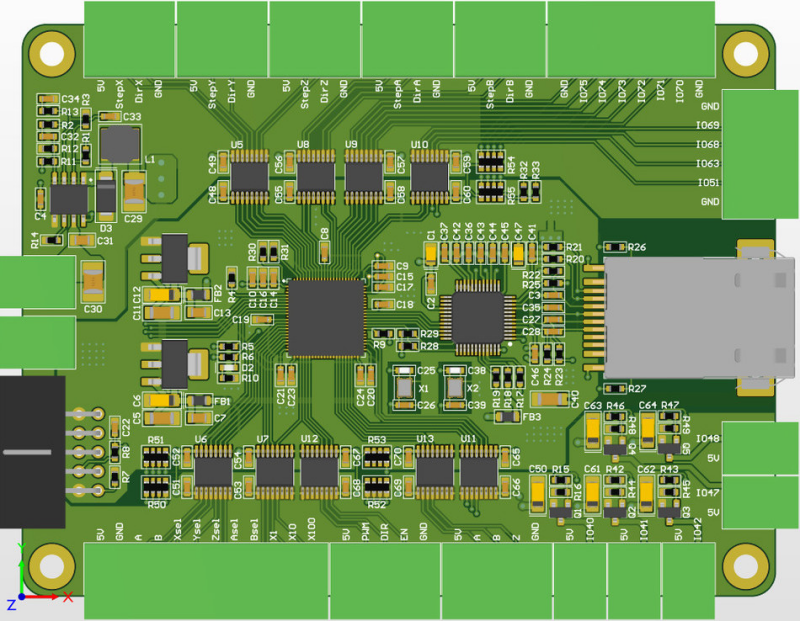 5V StepX DirX GND 5V StepY DirY GND 5V StepZ DirZ GND 5V StepA DirA GND 5V StepB DirB GND GND IO75 IO74 IO73 IO72 IO71 IO70 GND
GND
IO69
IO68
IO63
IO51
GND
C34
R13
R2
C32
R12
R11
R3
R1
C33
L1
C29
D3
C31
R14
C30
U5
U8
U9
U10
C49
C48
C56
C55
C57
C58
C59
C60
R54
R55
R32
R33
C11
C12
C13
FB2
R4
R30
R31
C8
C10
C16
C14
C19
C9
C15
C17
C18
C1
C2
C37
C42
C36
C43
C44
C45
C47
C41
R21
R20
R22
R25
C3
C35
C27
C28
R26
R27
R9
R29
R28
R5
R6
D2
R10
C6
C5
FB1
C7
C21
C23
C24
C20
C25
X1
C26
C38
X2
C39
R19
R18
R17
FB3
C46
R24
R23
C40
C22
R8
R7
R51
R50
C52
C51
U6
C54
C53
U7
U12
C67
C68
R53
R52
C70
C69
U13
U11
C65
C66
C63
R46
R48
Q4
C64
R47
R49
Q5
IO48
5V
IO47
5V
C50
R15
R16
Q1
C61
R42
R44
Q2
C62
R43
R45
Q3
5V GND A B Xsel Ysel Zsel Asel Bsel X1 X10 X100 5V PWM DIR EN GND 5V A B Z GND 5V IO40 5V IO41 5V IO42
Y
Z
X